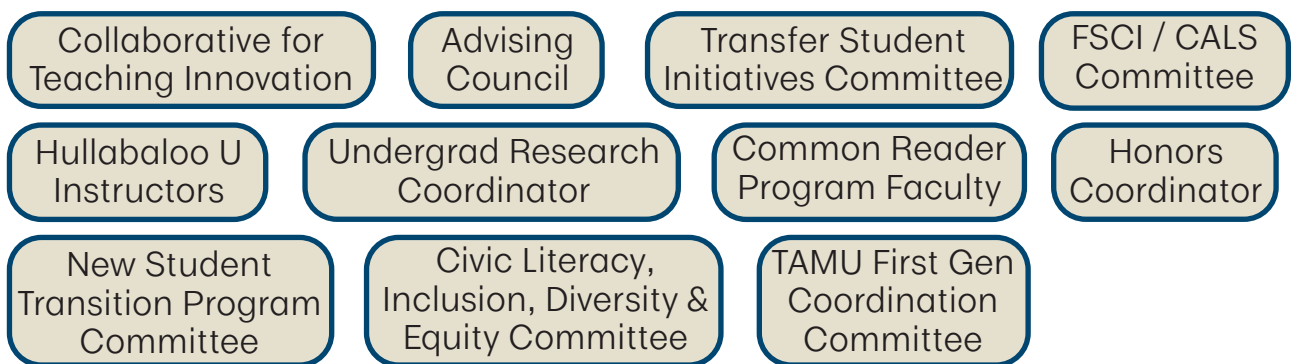 Collaborative for
Teaching Innovation
Advising
Council
Transfer Student
Initiatives Committee
FSCI / CALS
Committee
Hullabaloo U
Instructors
Undergrad Research
Coordinator
Common Reader
Program Faculty
Honors
Coordinator
New Student
Transition Program
Committee
Civic Literacy,
Inclusion, Diversity &
Equity Committee
TAMU First Gen
Coordination
Committee